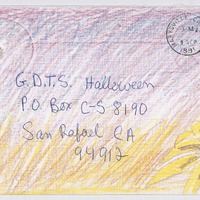 G.D.T.S. Halloween
P.O Box C-S 8190
San Rafael CA
94912